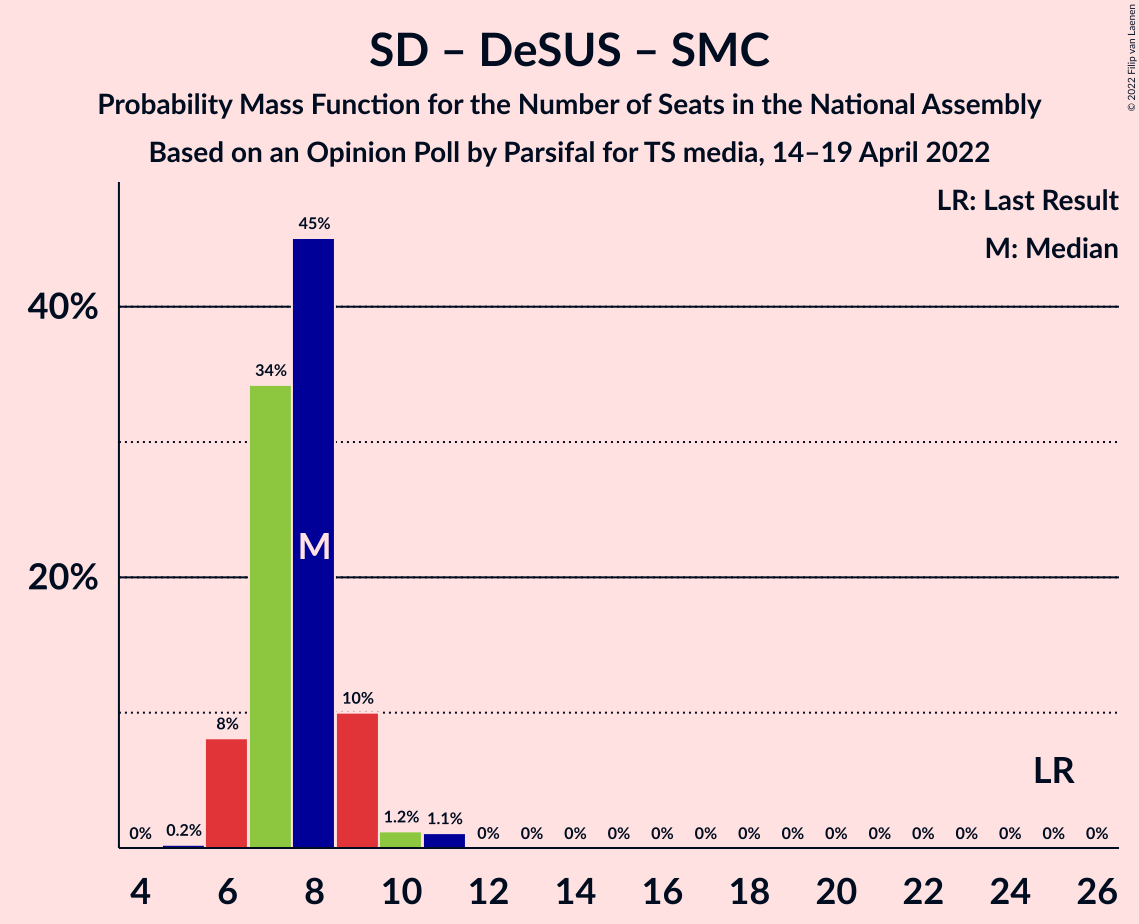 SD – DeSUS – SMC
Probability Mass Function for the Number of Seats in the National Assembly
Based on an Opinion Poll by Parsifal for TS media, 14–19 April 2022
© 2022 Filip van Laenen
LR: Last Result
M: Median
45%
40%
34%
M
20%
10%
8%
LR
0% 0.2% 1.2% 1.1% 0% 0% 0% 0% 0% 0% 0% 0% 0% 0% 0% 0% 0% 0% 0%
4 6 8 10 12 14 16 18 20 22 24 26